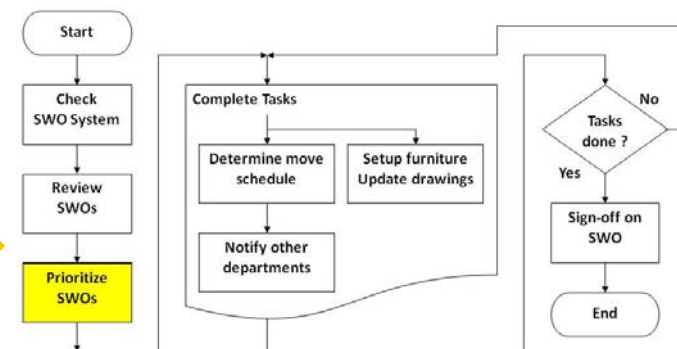 Start
Check
SWO System
Review
SWOs
Prioritize
SWOs
Complete Tasks
Determine move
schedule
Setup furniture
Update drawings
Notify other
departments
Tasks
done ?
No
Yes
Sign-off on
SWO
End